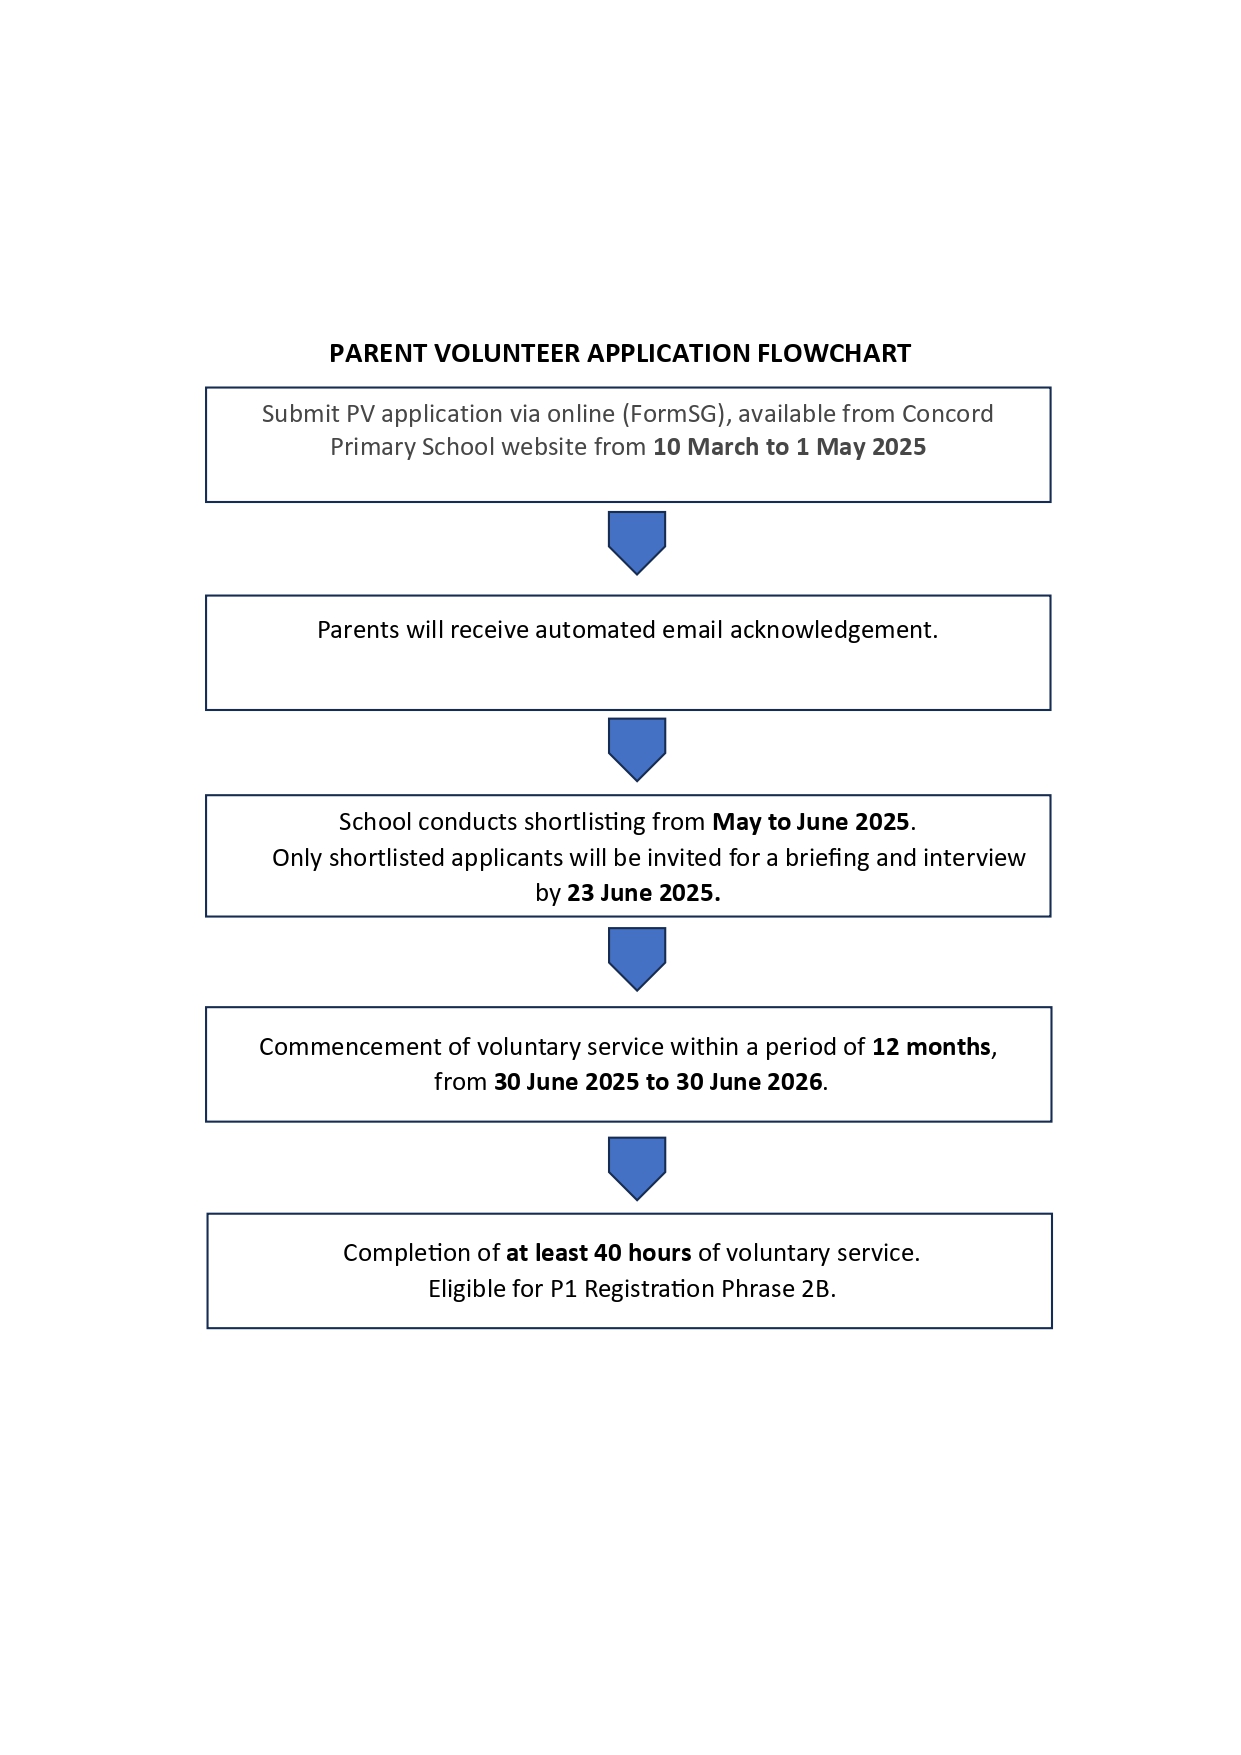 PARENT VOLUNTEER APPLICATION FLOWCHART
Submit PV application via online (FormSG), available from Concord
Primary School website from 10 March to 1 May 2025
Parents will receive automated email acknowledgement.
School conducts shortlisting from May to June 2025.
Only shortlisted applicants will be invited for a briefing and interview
by 23 June 2025.
Commencement of voluntary service within a period of 12 months,
from 30 June 2025 to 30 June 2026.
Completion of at least 40 hours of voluntary service.
Eligible for P1 Registration Phrase 2B.